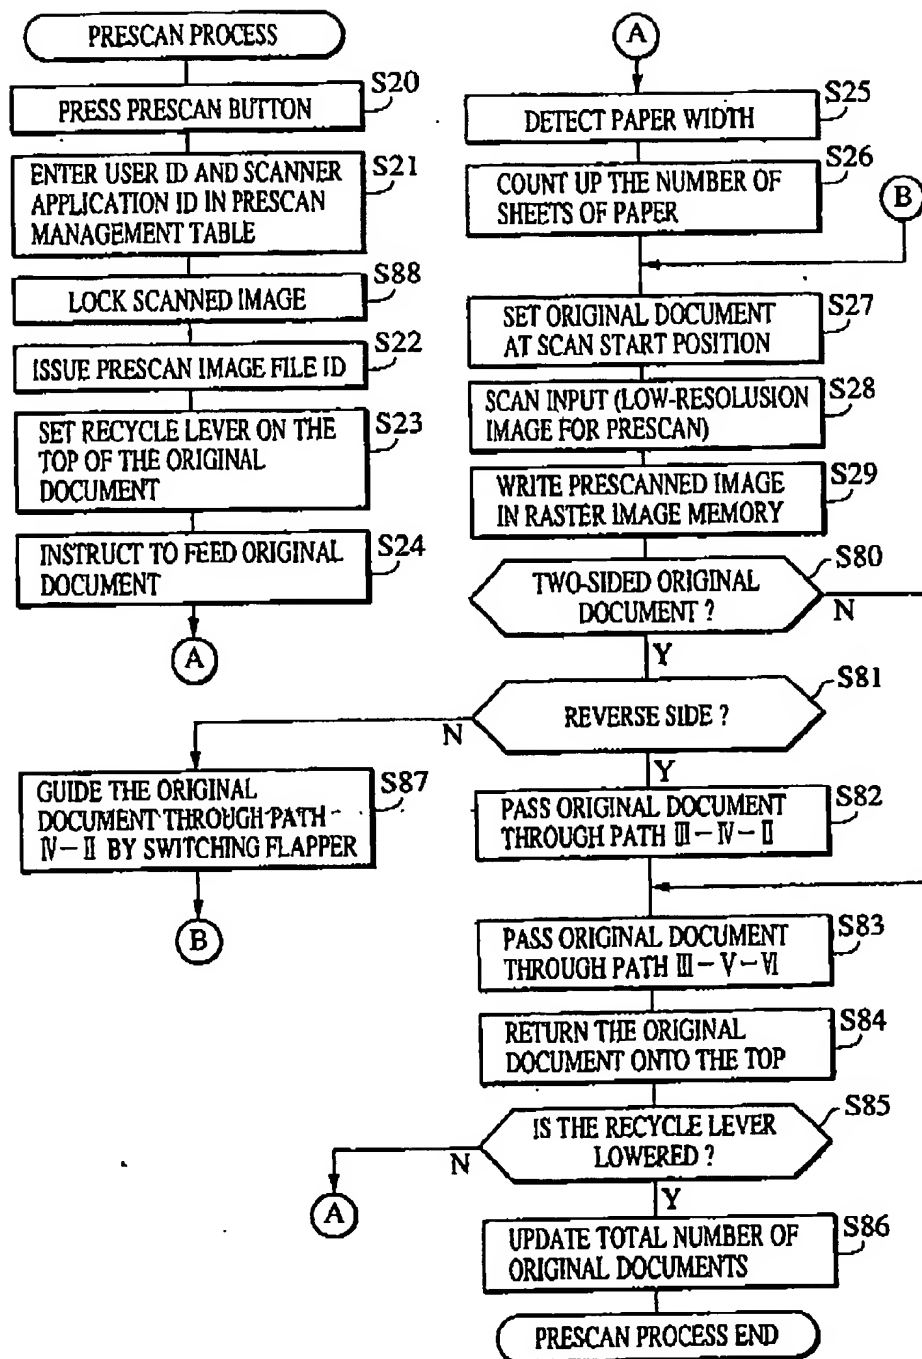 PRESCAN PROCESS
S20
PRESS PRESCAN BUTTON
S21
ENTER USER ID AND SCANNER
APPLICATION ID IN PRESCAN
MANAGEMENT TABLE
S88
LOCK SCANNED IMAGE
S22
ISSUE PRESCAN IMAGE FILE ID
S23
SET RECYCLE LEVER ON THE
TOP OF THE ORIGINAL
DOCUMENT
S24
INSTRUCT TO FEED ORIGINAL
DOCUMENT
A
A
S25
DETECT PAPER WIDTH
S26
COUNT UP THE NUMBER OF
SHEETS OF PAPER
B
S27
SET ORIGINAL DOCUMENT
AT SCAN START POSITION
S28
SCAN INPUT (LOW-RESOLUSION
IMAGE FOR PRESCAN)
S29
WRITE PRESCANNED IMAGE
IN RASTER IMAGE MEMORY
S80
TWO-SIDED ORIGINAL
DOCUMENT ?
N
Y
S81
REVERSE SIDE ?
N
Y
S87
GUIDE THE ORIGINAL
DOCUMENT THROUGH PATH-
Ⅳ-Ⅱ BY SWITCHING FLAPPER
B
S82
PASS ORIGINAL DOCUMENT
THROUGH PATH Ⅲ-Ⅳ-Ⅱ
S83
PASS ORIGINAL DOCUMENT
THROUGH PATH Ⅲ-Ⅴ-Ⅵ
S84
RETURN THE ORIGINAL
DOCUMENT ONTO THE TOP
S85
IS THE RECYCLE LEVER
LOWERED ?
N
A
Y
S86
UPDATE TOTAL NUMBER OF
ORIGINAL DOCUMENTS
PRESCAN PROCESS END